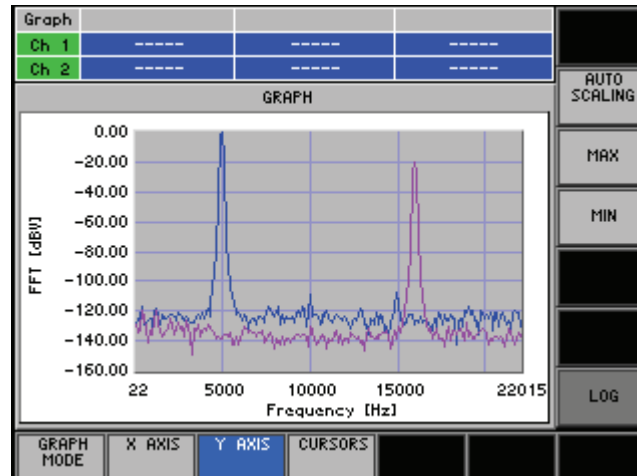 Graph
Ch 1 ----- ----- -----
Ch 2 ----- ----- -----
GRAPH
AUTO
SCALING
MAX
MIN
LOG
FFT [dBV]
0.00
-20.00
-40.00
-60.00
-80.00
-100.00
-120.00
-140.00
-160.00
22 5000 10000 15000 22015
Frequency [Hz]
GRAPH
MODE
X AXIS
Y AXIS
CURSORS